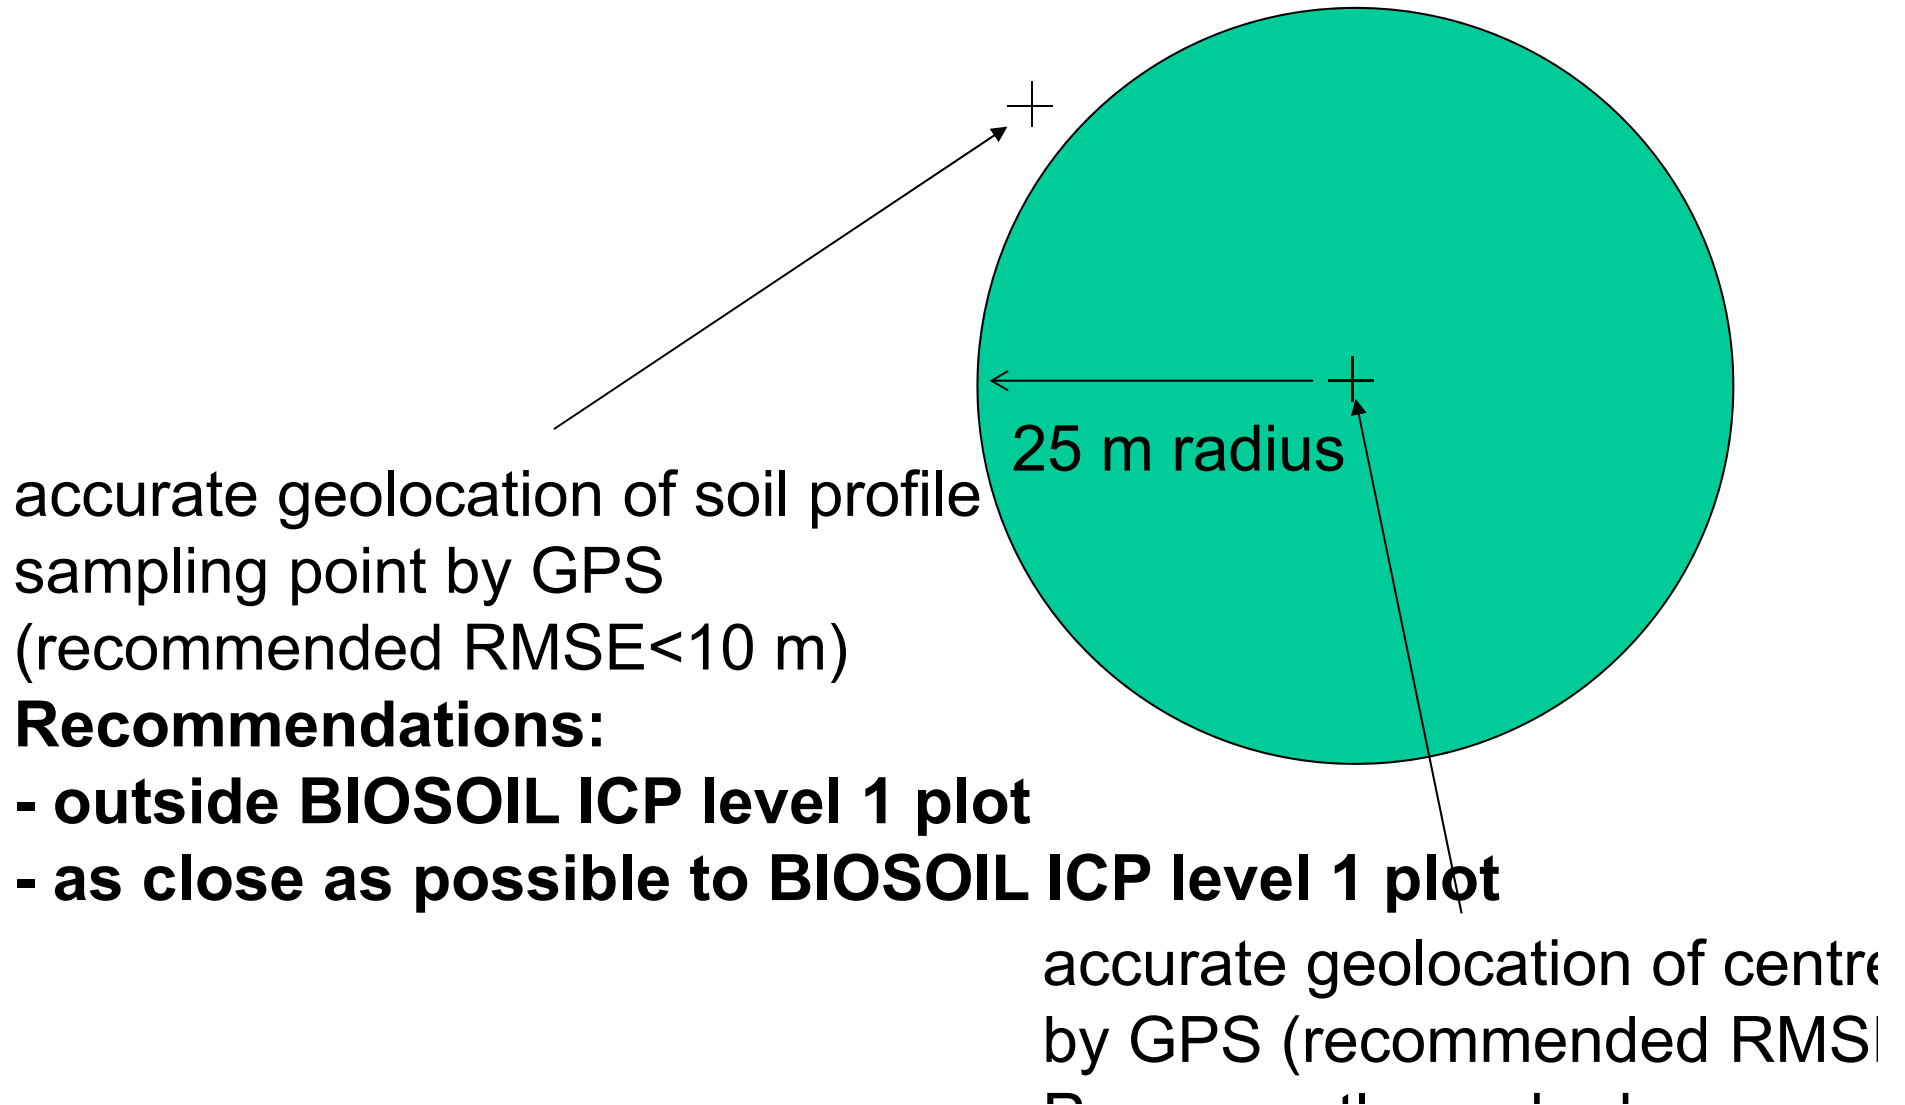 25 m radius
accurate geolocation of soil profile
sampling point by GPS
(recommended RMSE<10 m)
Recommendations:
- outside BIOSOIL ICP level 1 plot
- as close as possible to BIOSOIL ICP level 1 plot
accurate geolocation of centre
by GPS (recommended